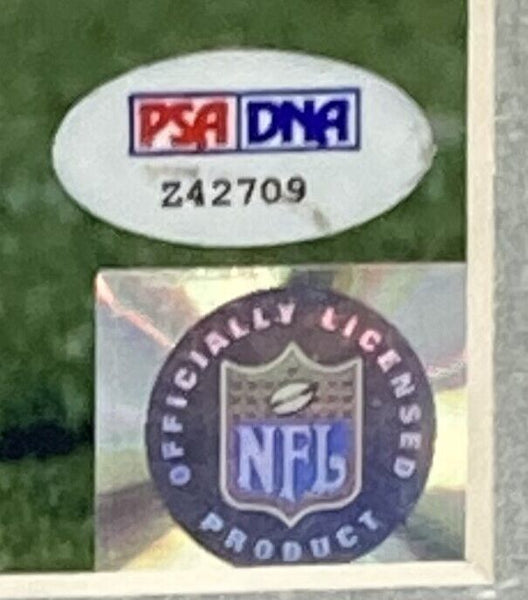 PSA DNA
Z42709
OFFICIALLY LICENSED
NFL
PRODUCT